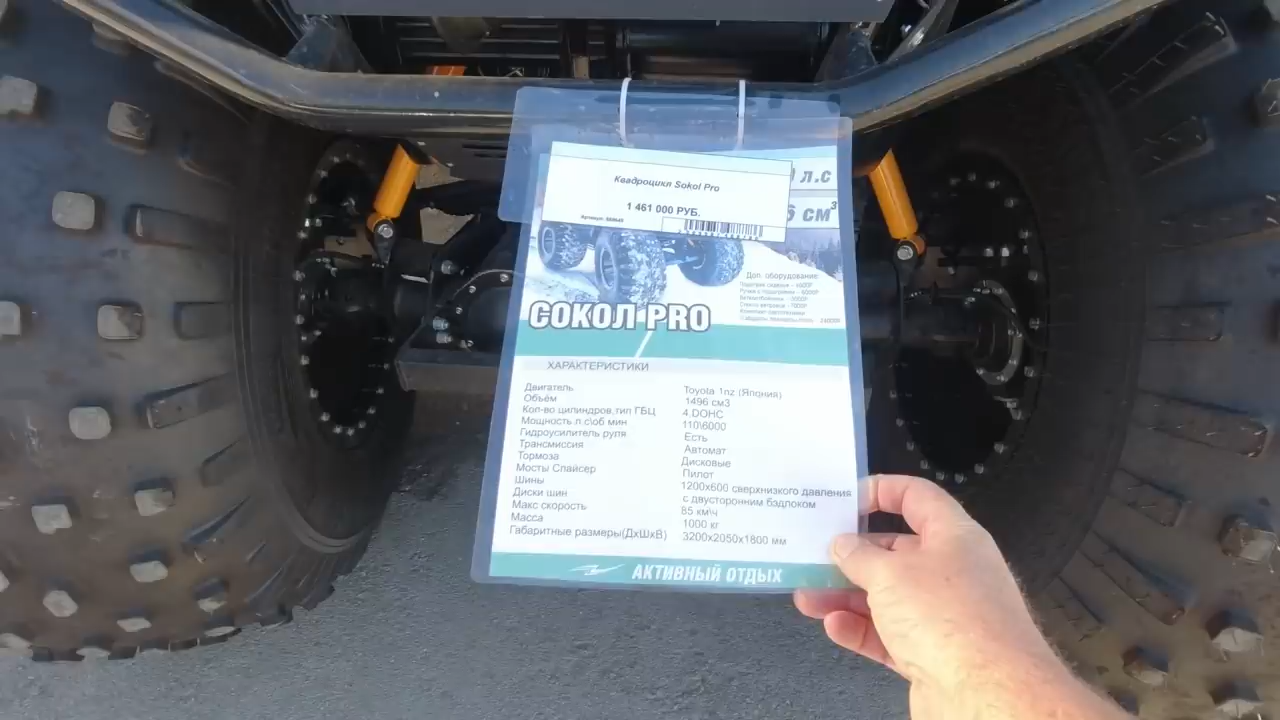 Квадроцикл Sokol Pro
1 461 000 РУБ.
Артикул:
л.с
6 см³
Доп. оборудование
СОКОЛ PRO
ХАРАКТЕРИСТИКИ
Двигатель Toyota 1nz (Япония)
Объём 1496 см3
Кол-во цилиндров,тип ГБЦ 4.DOHC
Мощность л.с\об мин 110\6000
Гидроусилитель руля Есть
Трансмиссия Автомат
Тормоза Дисковые
Мосты Спайсер Пилот
Шины 1200х600 сверхнизкого давления
Диски шин с двусторонним бэдлоком
Макс скорость 85 км\ч
Масса 1000 кг
Габаритные размеры(ДхШхВ) 3200х2050х1800 мм
АКТИВНЫЙ ОТДЫХ